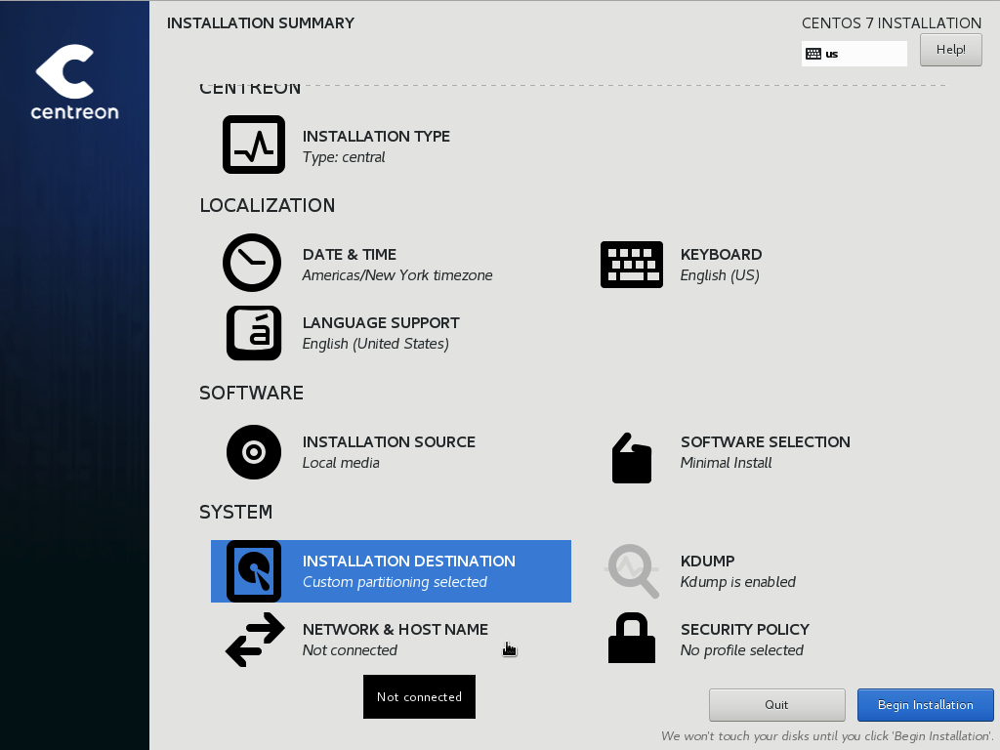 INSTALLATION SUMMARY
CENTOS 7 INSTALLATION
us
Help!
centreon
CENTREON
INSTALLATION TYPE
Type: central
LOCALIZATION
DATE & TIME
Americas/New York timezone
KEYBOARD
English (US)
LANGUAGE SUPPORT
English (United States)
SOFTWARE
INSTALLATION SOURCE
Local media
SOFTWARE SELECTION
Minimal Install
SYSTEM
INSTALLATION DESTINATION
Custom partitioning selected
KDUMP
Kdump is enabled
NETWORK & HOST NAME
Not connected
SECURITY POLICY
No profile selected
Not connected
Quit
Begin Installation
We won't touch your disks until you click 'Begin Installation'.